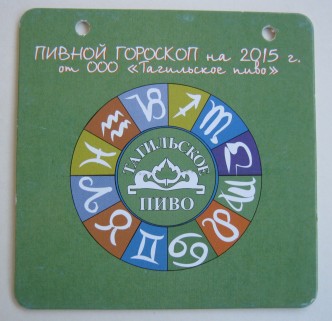 ПИВНОЙ ГОРОСКОП на 2015 г.
от ООО «Тагильское пиво»
ТАГИЛЬСКОЕ
ПИВО